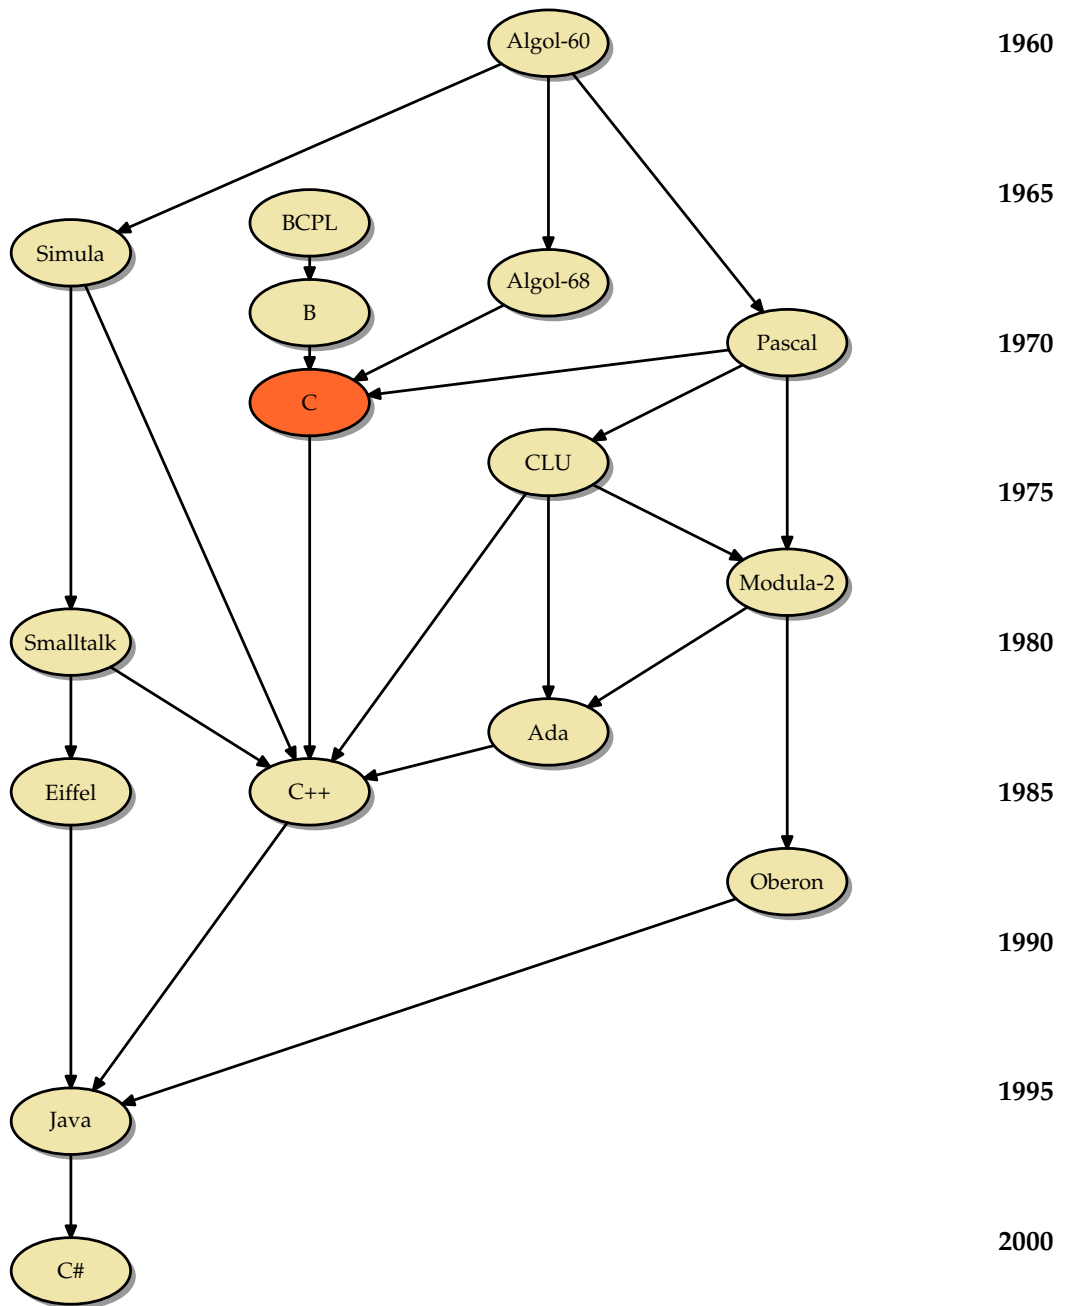 Algol-60
1960
1965
BCPL
Simula
Algol-68
B
Pascal
1970
C
CLU
1975
Modula-2
Smalltalk
1980
Ada
Eiffel
C++
1985
Oberon
1990
1995
Java
2000
C#